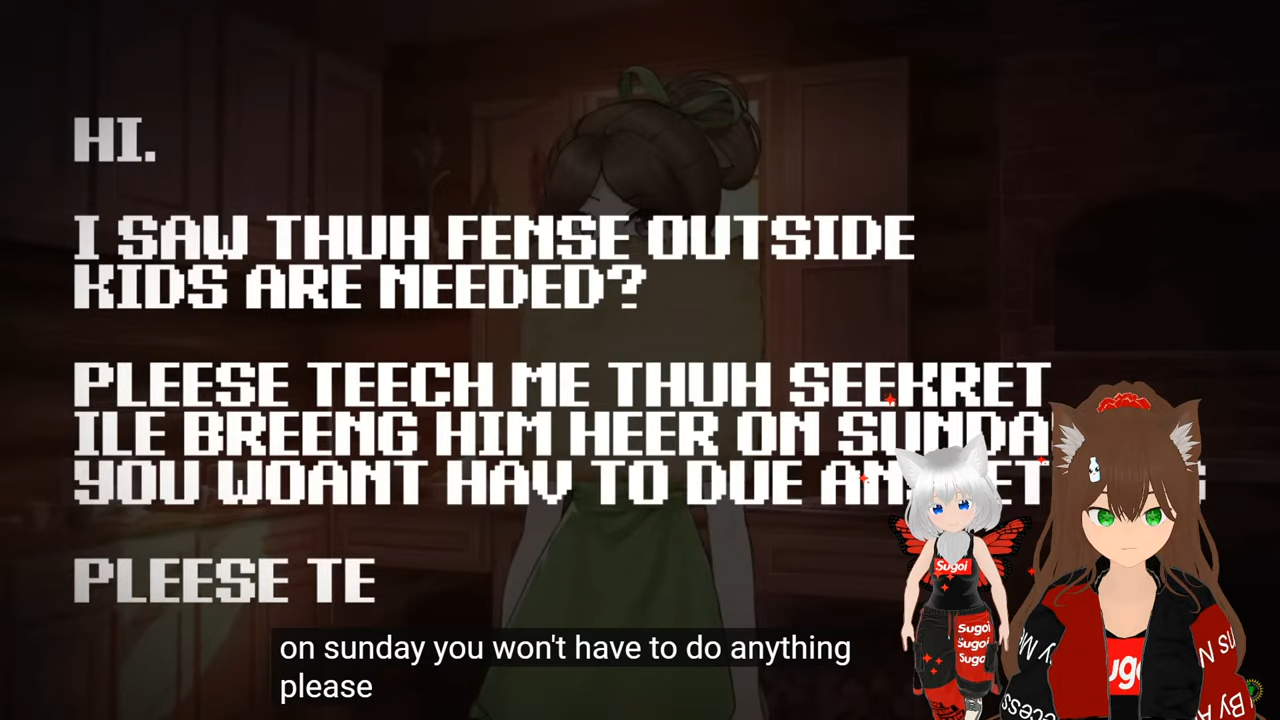 HI.
I SAW THUH FENSE OUTSIDE
KIDS ARE NEEDED?
PLEESE TEECH ME THUH SEEKRET
ILE BREENG HIM HEER ON SUNDA
YOU WOANT HAV TO DUE AN
PLEESE TE
on sunday you won't have to do anything
please
Sugoi
Sugoi
Sugoi
Sugoi